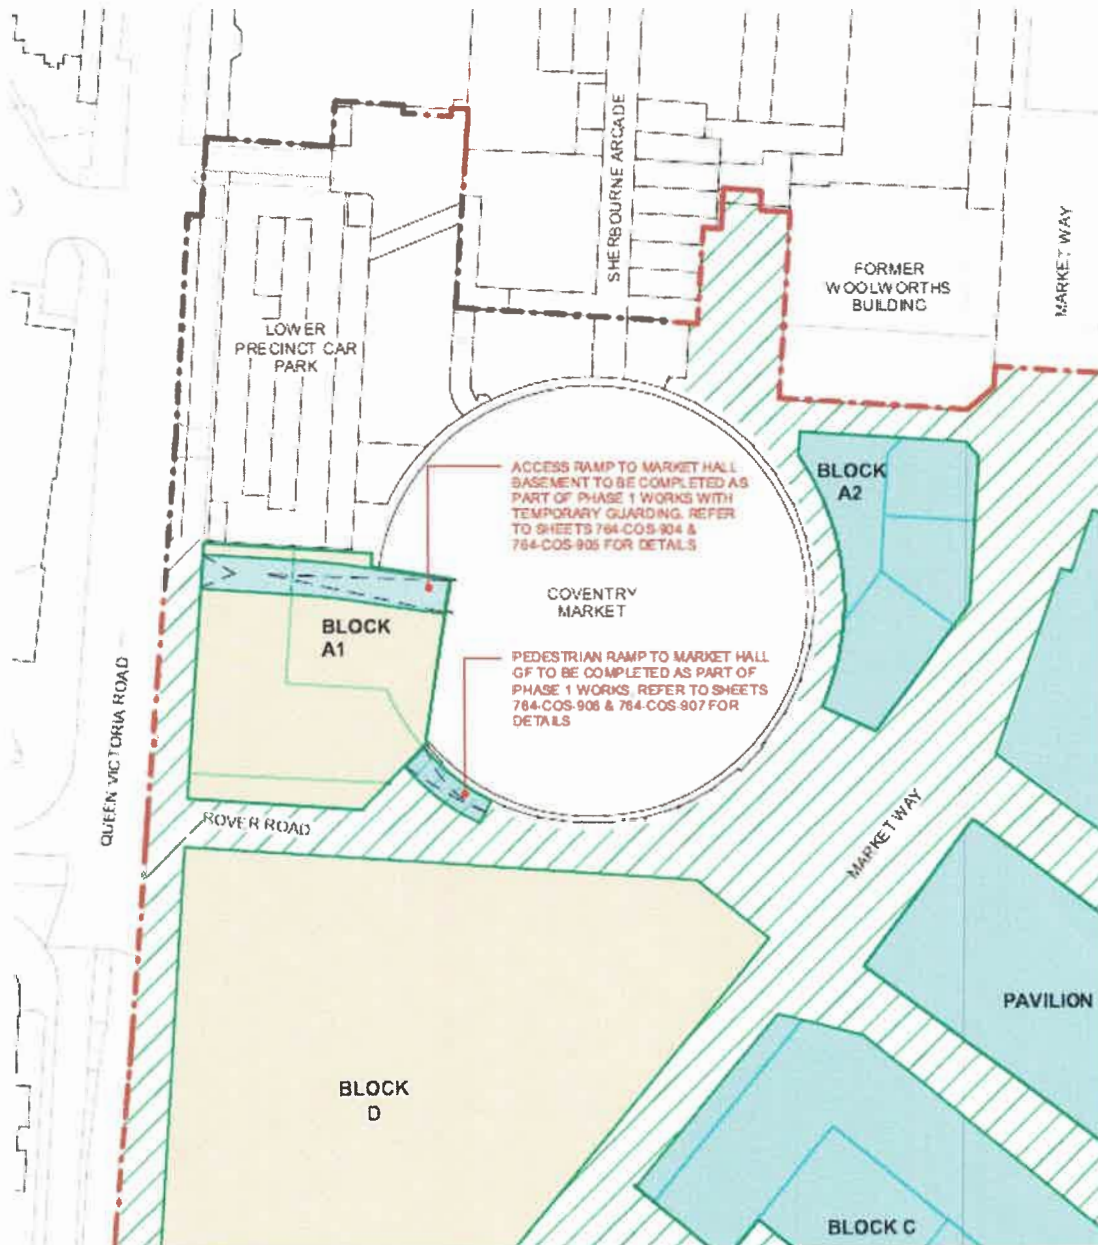 SHERBOURNE ARCADE
MARKET WAY
FORMER
WOOLWORTHS
BUILDING
LOWER
PRECINCT CAR
PARK
ACCESS RAMP TO MARKET HALL
BASEMENT TO BE COMPLETED AS
PART OF PHASE 1 WORKS WITH
TEMPORARY GUARDING. REFER
TO SHEETS 764-COS-904 &
764-COS-905 FOR DETAILS
BLOCK
A2
COVENTRY
MARKET
BLOCK
A1
PEDESTRIAN RAMP TO MARKET HALL
GF TO BE COMPLETED AS PART OF
PHASE 1 WORKS. REFER TO SHEETS
764-COS-906 & 764-COS-907 FOR
DETAILS
QUEEN VICTORIA ROAD
ROVER ROAD
MARKET WAY
PAVILION
BLOCK
D
BLOCK C